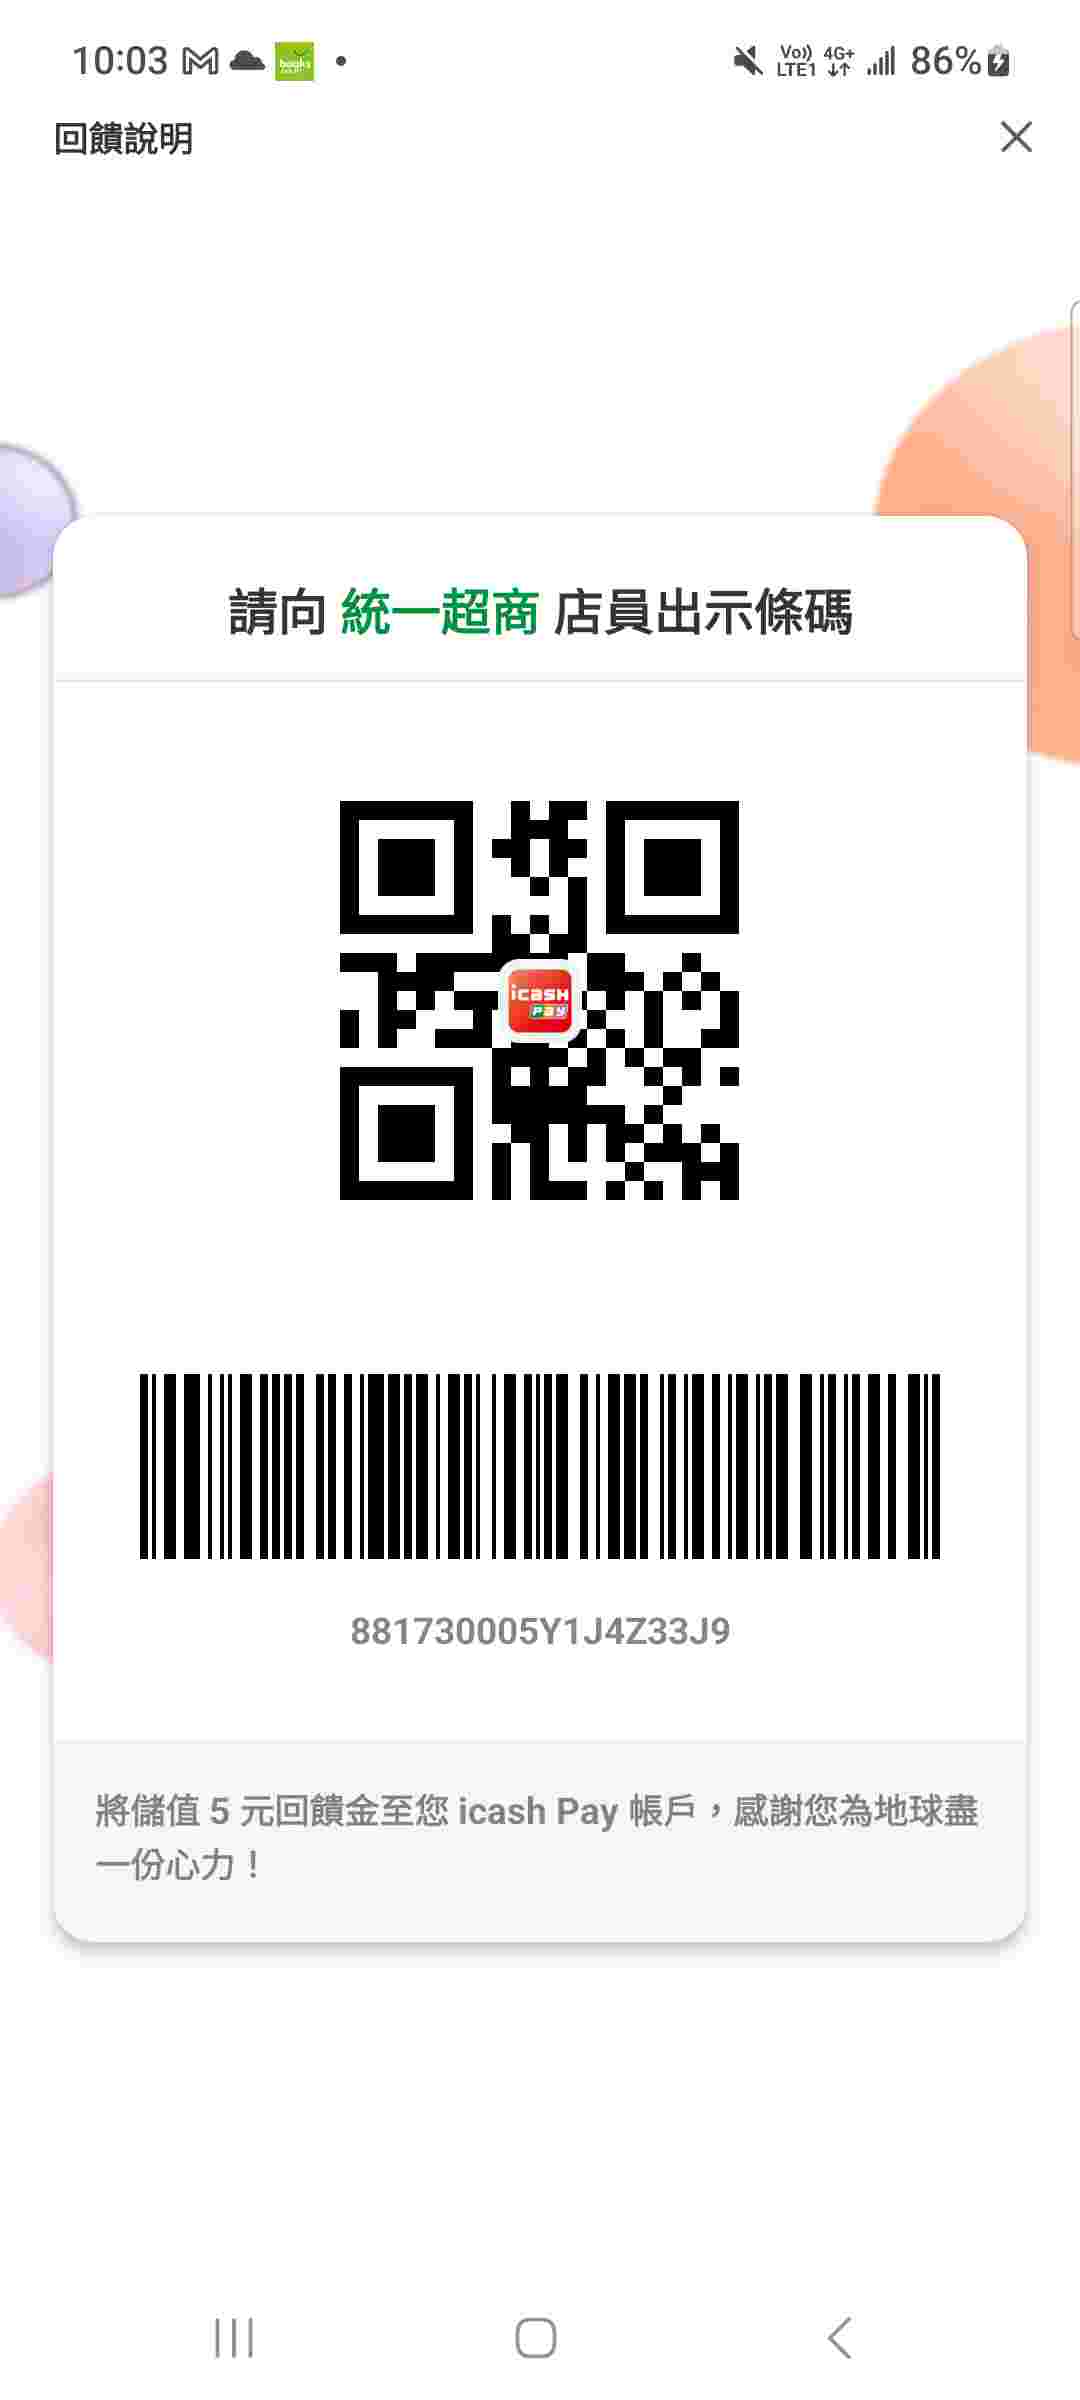 10:03
books
Vo)) 4G+
LTE1
86%
回饋說明
請向 統一超商 店員出示條碼
icash
Pay
881730005Y1J4Z33J9
將儲值 5 元回饋金至您 icash Pay 帳戶，感謝您為地球盡
一份心力！